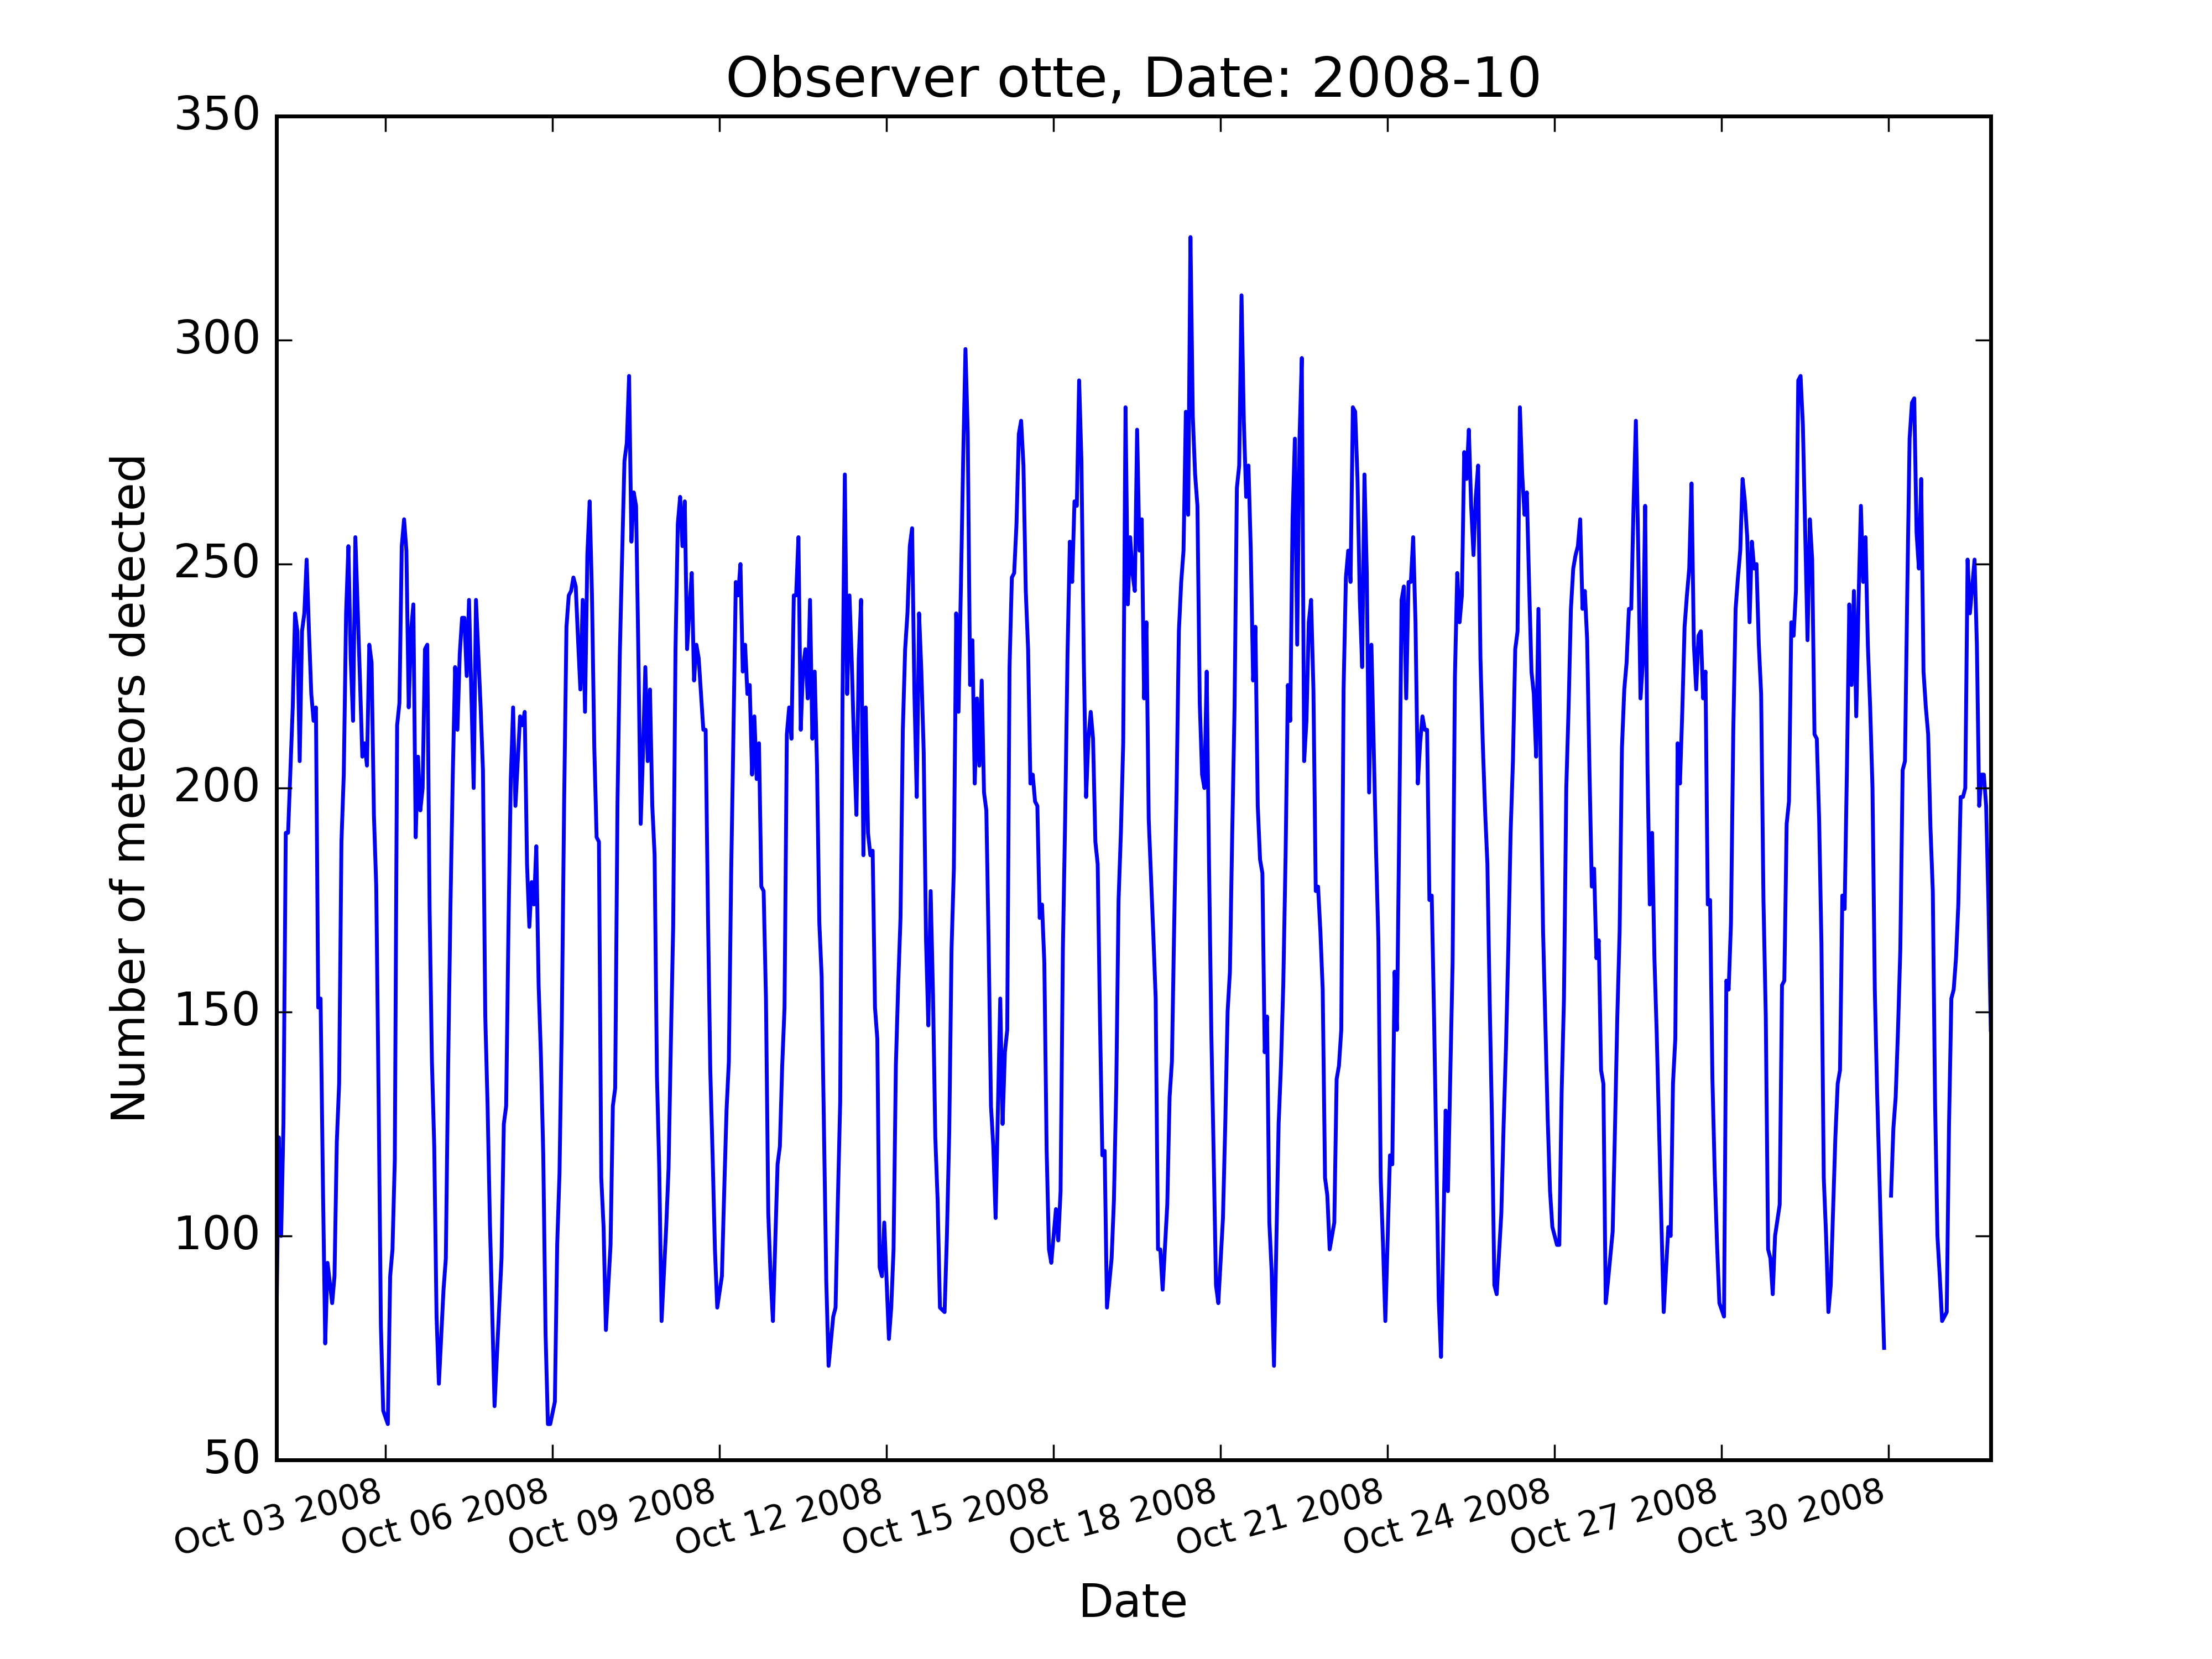 Observer otte, Date: 2008-10
350
300
250
200
150
100
50
Number of meteors detected
Oct 03 2008
Oct 06 2008
Oct 09 2008
Oct 12 2008
Oct 15 2008
Oct 18 2008
Oct 21 2008
Oct 24 2008
Oct 27 2008
Oct 30 2008
Date